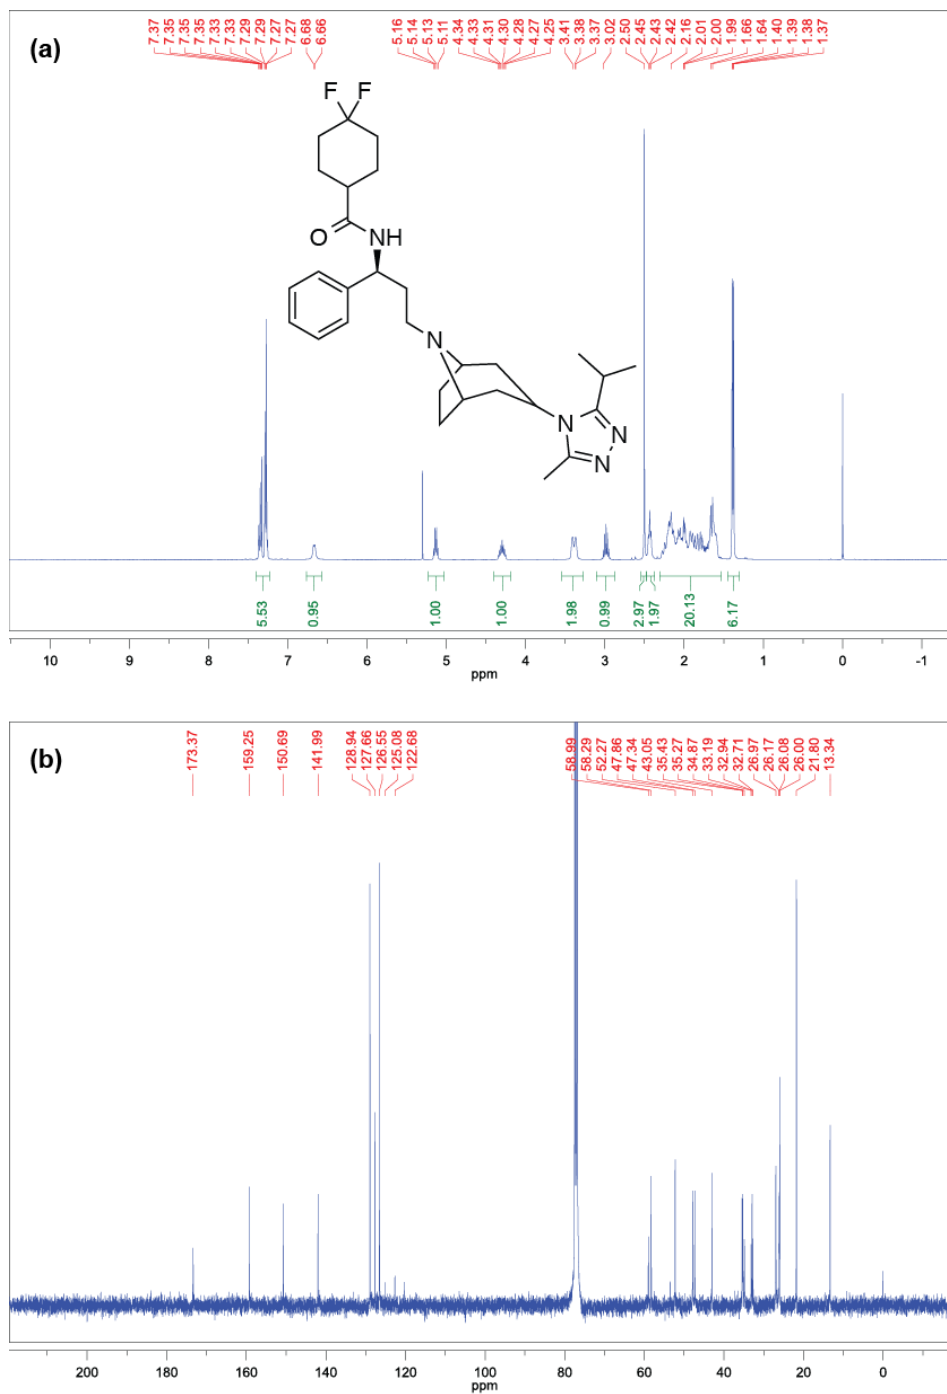 (a)
7.37 7.35 7.35 7.35 7.33 7.33 7.29 7.29 7.27 7.27 6.68 6.66 5.16 5.14 5.13 5.11 4.34 4.33 4.31 4.30 4.28 4.27 4.25 3.41 3.38 3.37 3.02 2.50 2.45 2.43 2.42 2.16 2.01 2.00 1.99 1.66 1.64 1.40 1.39 1.38 1.37
F F
O NH
N
N N
Me N
5.53 0.95 1.00 1.00 1.98 0.99 2.97 1.97 20.13 6.17
10 9 8 7 6 5 4 3 2 1 0 -1
ppm
(b)
173.37 159.25 150.69 141.99 128.94 127.66 126.55 125.08 122.68 58.99 58.29 52.27 47.86 47.34 43.05 35.43 35.27 34.87 33.19 32.94 32.71 26.97 26.17 26.08 26.00 21.80 13.34
200 180 160 140 120 100 80 60 40 20 0
ppm